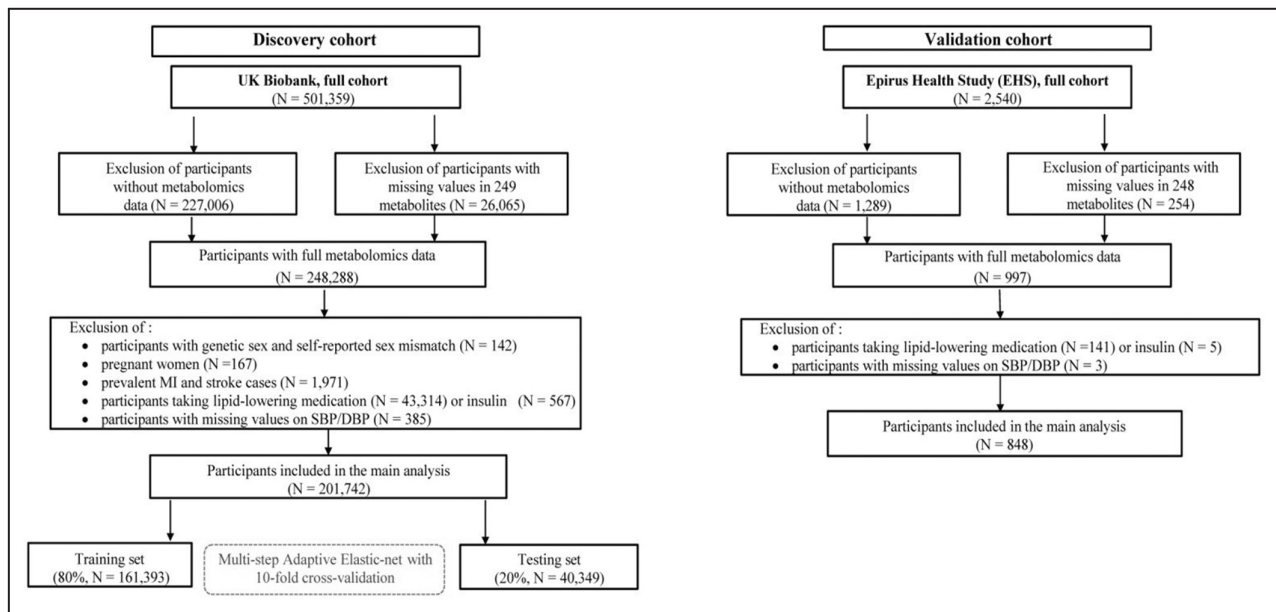 Discovery cohort
UK Biobank, full cohort
(N = 501,359)
Exclusion of participants
without metabolomics
data (N = 227,006)
Exclusion of participants with
missing values in 249
metabolites (N = 26,065)
Participants with full metabolomics data
(N = 248,288)
Exclusion of :
• participants with genetic sex and self-reported sex mismatch (N = 142)
• pregnant women (N =167)
• prevalent MI and stroke cases (N = 1,971)
• participants taking lipid-lowering medication (N = 43,314) or insulin (N = 567)
• participants with missing values on SBP/DBP (N = 385)
Participants included in the main analysis
(N = 201,742)
Training set
(80%, N = 161,393)
Multi-step Adaptive Elastic-net with
10-fold cross-validation
Testing set
(20%, N = 40,349)
Validation cohort
Epirus Health Study (EHS), full cohort
(N = 2,540)
Exclusion of participants
without metabolomics
data (N = 1,289)
Exclusion of participants with
missing values in 248
metabolites (N = 254)
Participants with full metabolomics data
(N = 997)
Exclusion of :
• participants taking lipid-lowering medication (N =141) or insulin (N = 5)
• participants with missing values on SBP/DBP (N = 3)
Participants included in the main analysis
(N = 848)